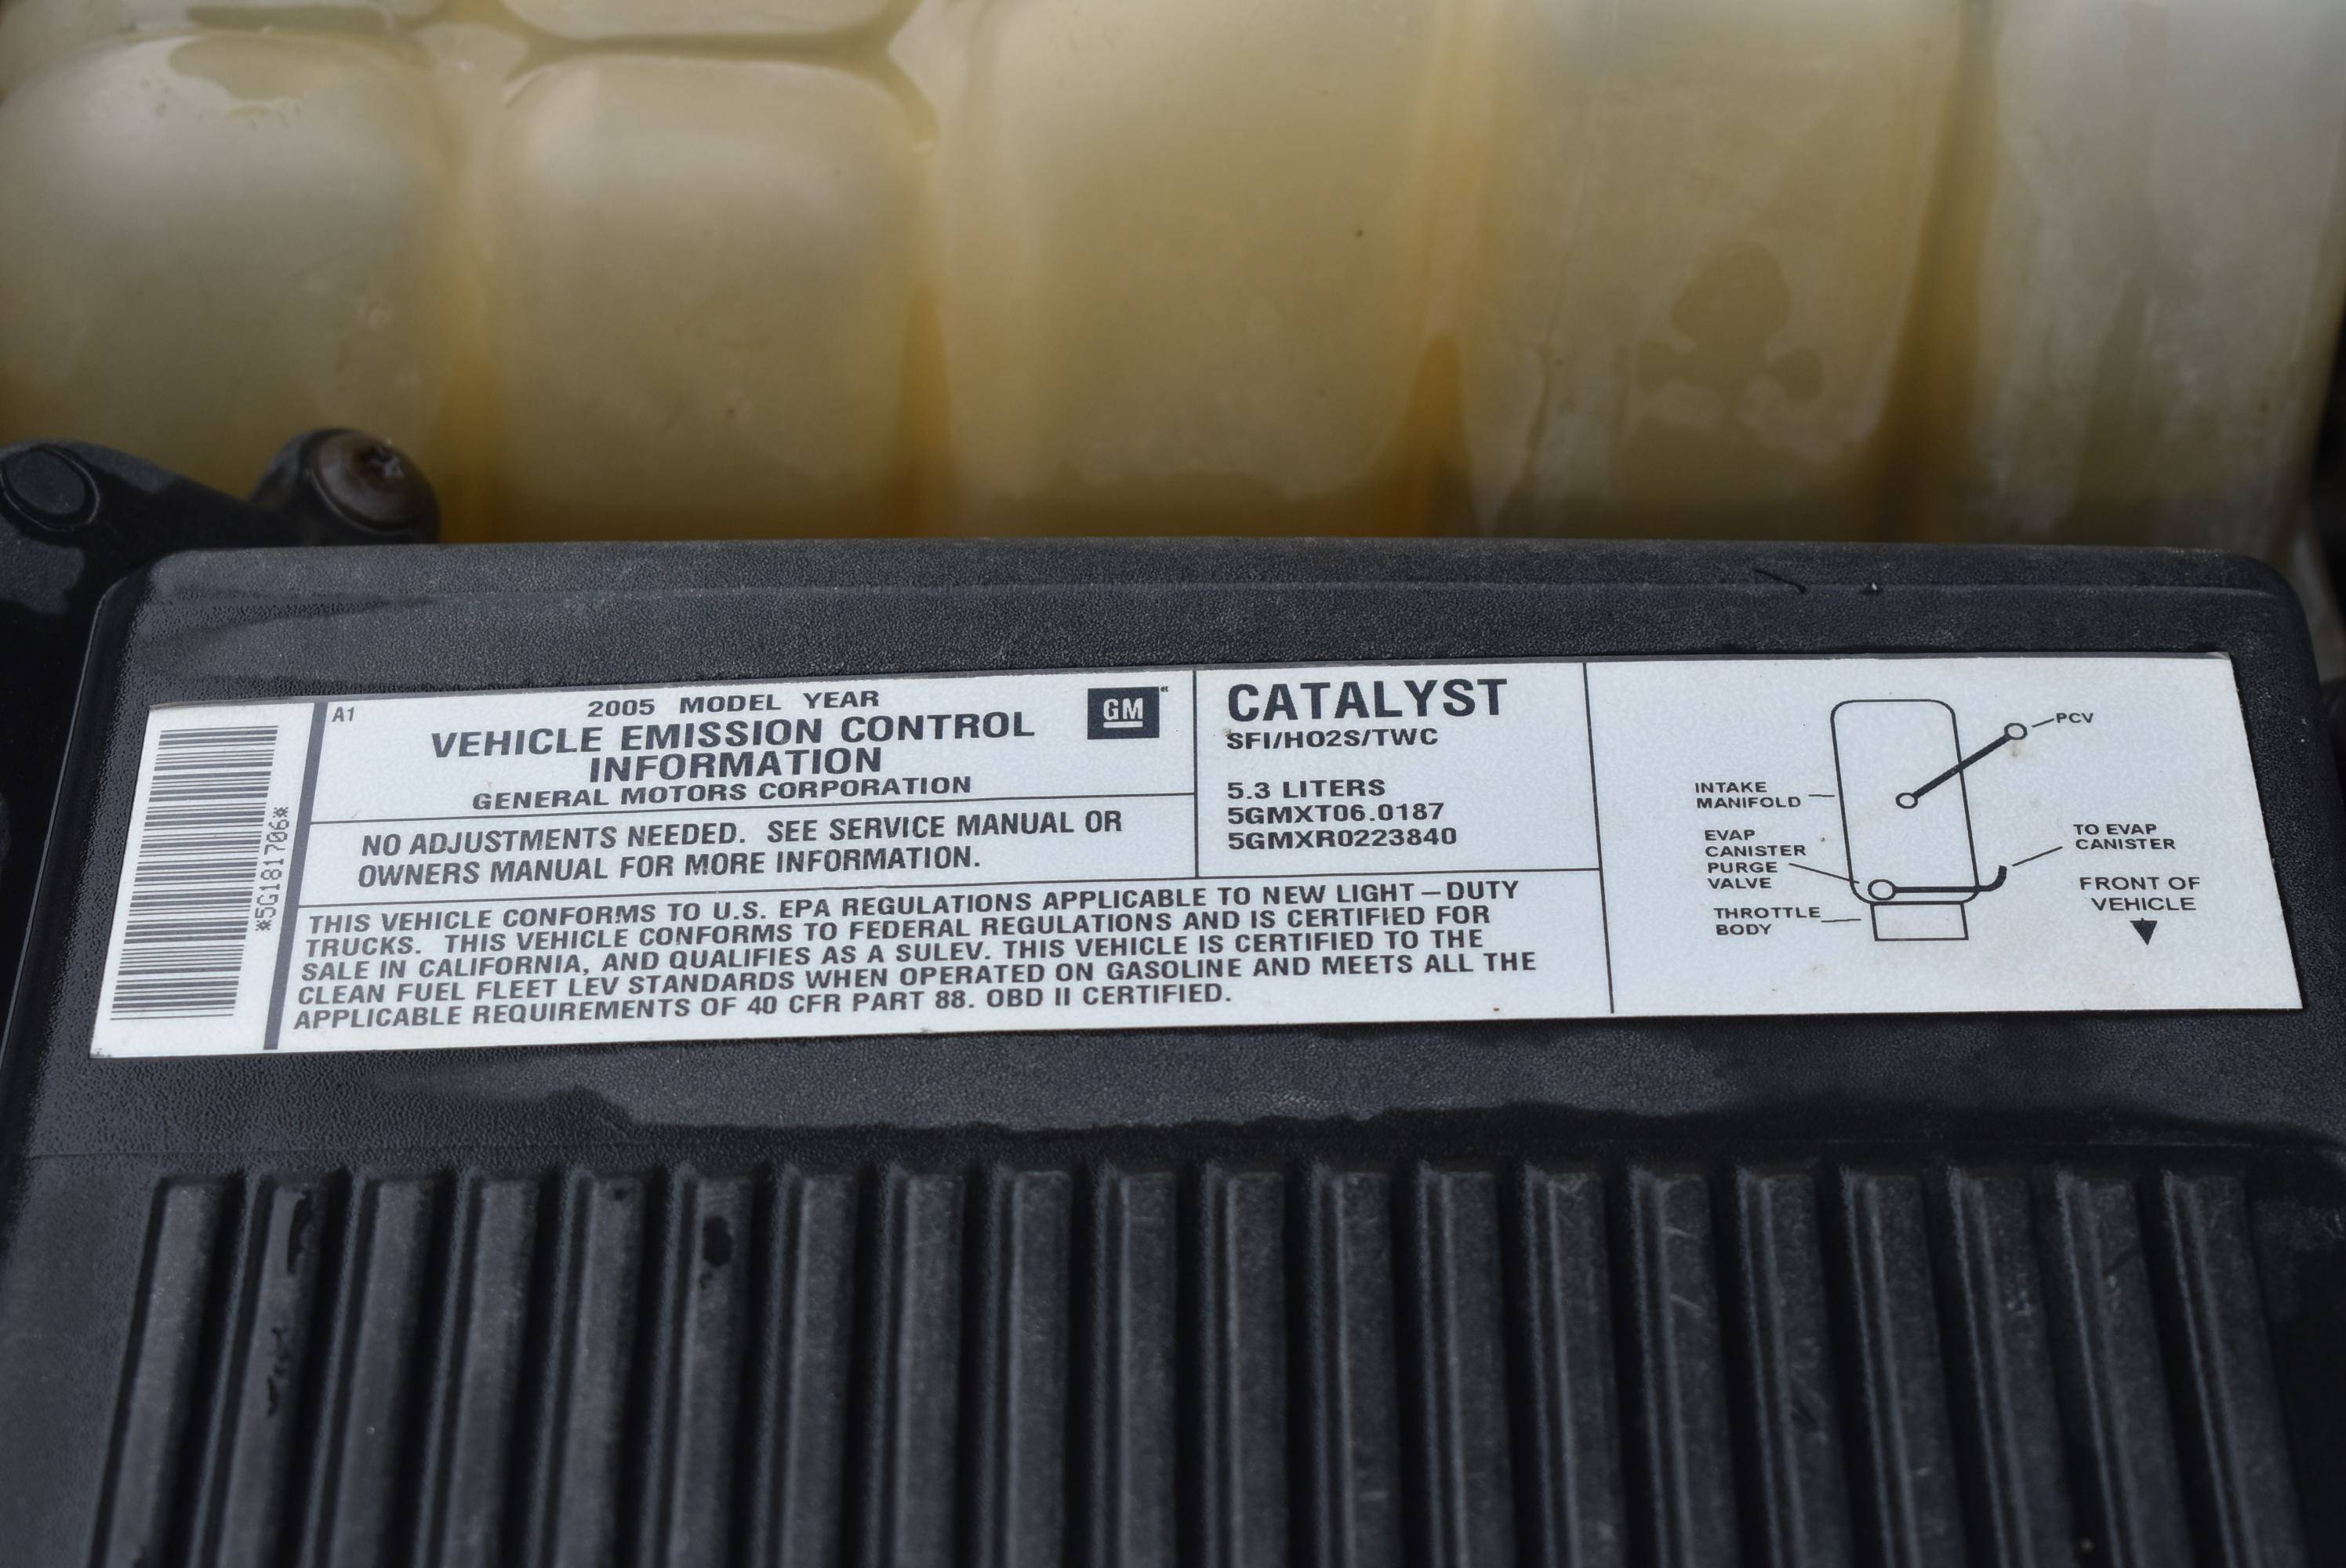 *5G181706*
A1
2005 MODEL YEAR
VEHICLE EMISSION CONTROL
INFORMATION
GENERAL MOTORS CORPORATION
GM
NO ADJUSTMENTS NEEDED. SEE SERVICE MANUAL OR
OWNERS MANUAL FOR MORE INFORMATION.
CATALYST
SFI/HO2S/TWC
5.3 LITERS
5GMXT06.0187
5GMXR0223840
THIS VEHICLE CONFORMS TO U.S. EPA REGULATIONS APPLICABLE TO NEW LIGHT–DUTY
TRUCKS. THIS VEHICLE CONFORMS TO FEDERAL REGULATIONS AND IS CERTIFIED FOR
SALE IN CALIFORNIA, AND QUALIFIES AS A SULEV. THIS VEHICLE IS CERTIFIED TO THE
CLEAN FUEL FLEET LEV STANDARDS WHEN OPERATED ON GASOLINE AND MEETS ALL THE
APPLICABLE REQUIREMENTS OF 40 CFR PART 88. OBD II CERTIFIED.
PCV
INTAKE
MANIFOLD
EVAP
CANISTER
PURGE
VALVE
THROTTLE
BODY
TO EVAP
CANISTER
FRONT OF
VEHICLE